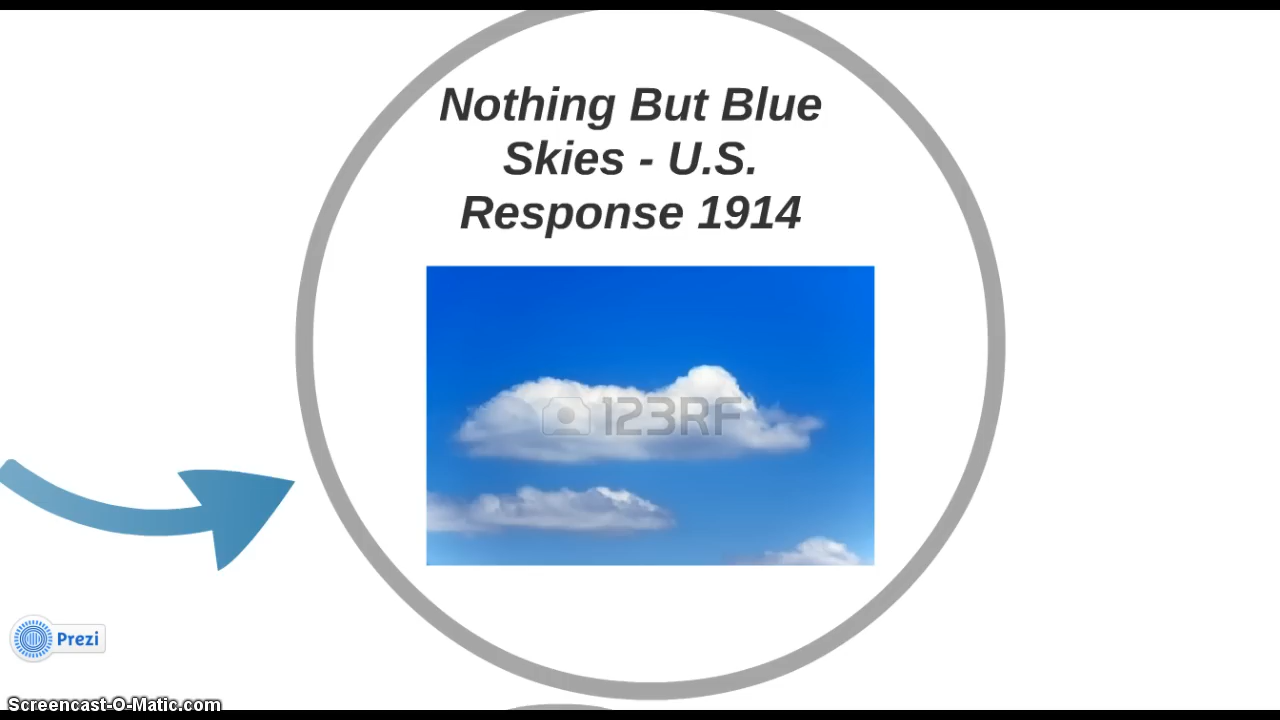 Nothing But Blue
Skies - U.S.
Response 1914
123RF
Prezi
Screencast-O-Matic.com